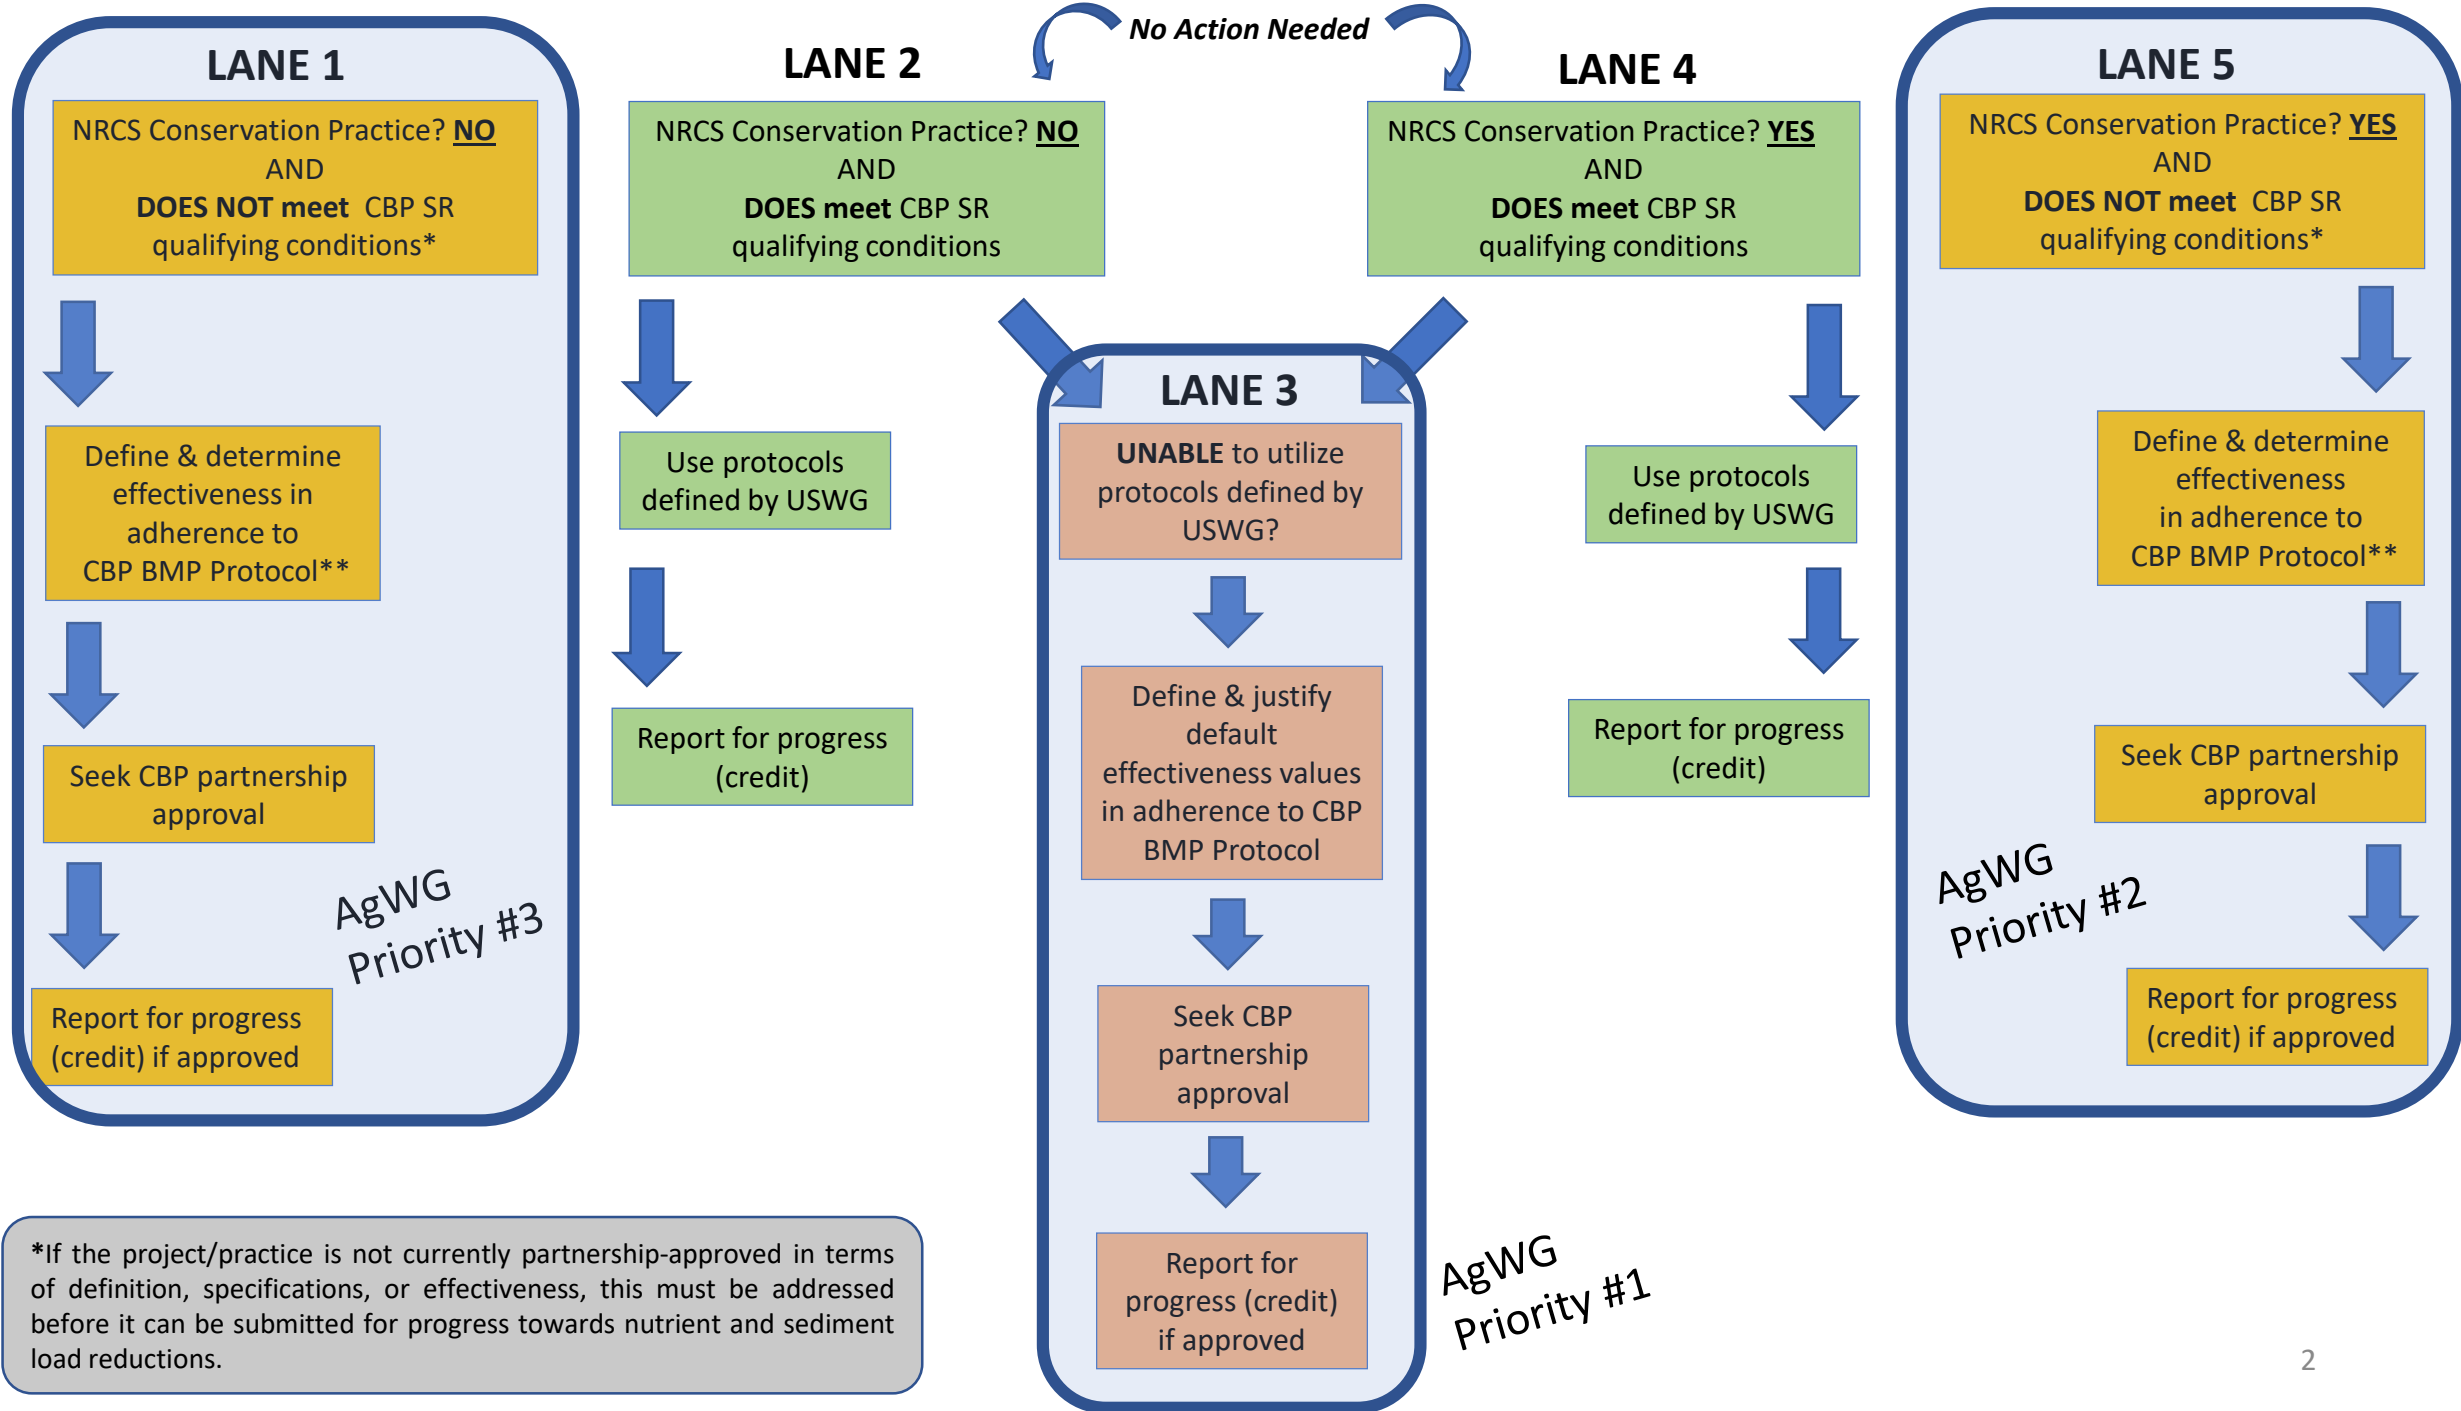 No Action Needed
LANE 1
NRCS Conservation Practice? NO
AND
DOES NOT meet CBP SR
qualifying conditions*
Define & determine
effectiveness in
adherence to
CBP BMP Protocol**
Seek CBP partnership
approval
Report for progress
(credit) if approved
AgWG
Priority #3
LANE 2
NRCS Conservation Practice? NO
AND
DOES meet CBP SR
qualifying conditions
Use protocols
defined by USWG
Report for progress
(credit)
LANE 3
UNABLE to utilize
protocols defined by
USWG?
Define & justify
default
effectiveness values
in adherence to CBP
BMP Protocol
Seek CBP
partnership
approval
Report for
progress (credit)
if approved
AgWG
Priority #1
LANE 4
NRCS Conservation Practice? YES
AND
DOES meet CBP SR
qualifying conditions
Use protocols
defined by USWG
Report for progress
(credit)
LANE 5
NRCS Conservation Practice? YES
AND
DOES NOT meet CBP SR
qualifying conditions*
Define & determine
effectiveness
in adherence to
CBP BMP Protocol**
Seek CBP partnership
approval
Report for progress
(credit) if approved
AgWG
Priority #2
*If the project/practice is not currently partnership-approved in terms
of definition, specifications, or effectiveness, this must be addressed
before it can be submitted for progress towards nutrient and sediment
load reductions.
2